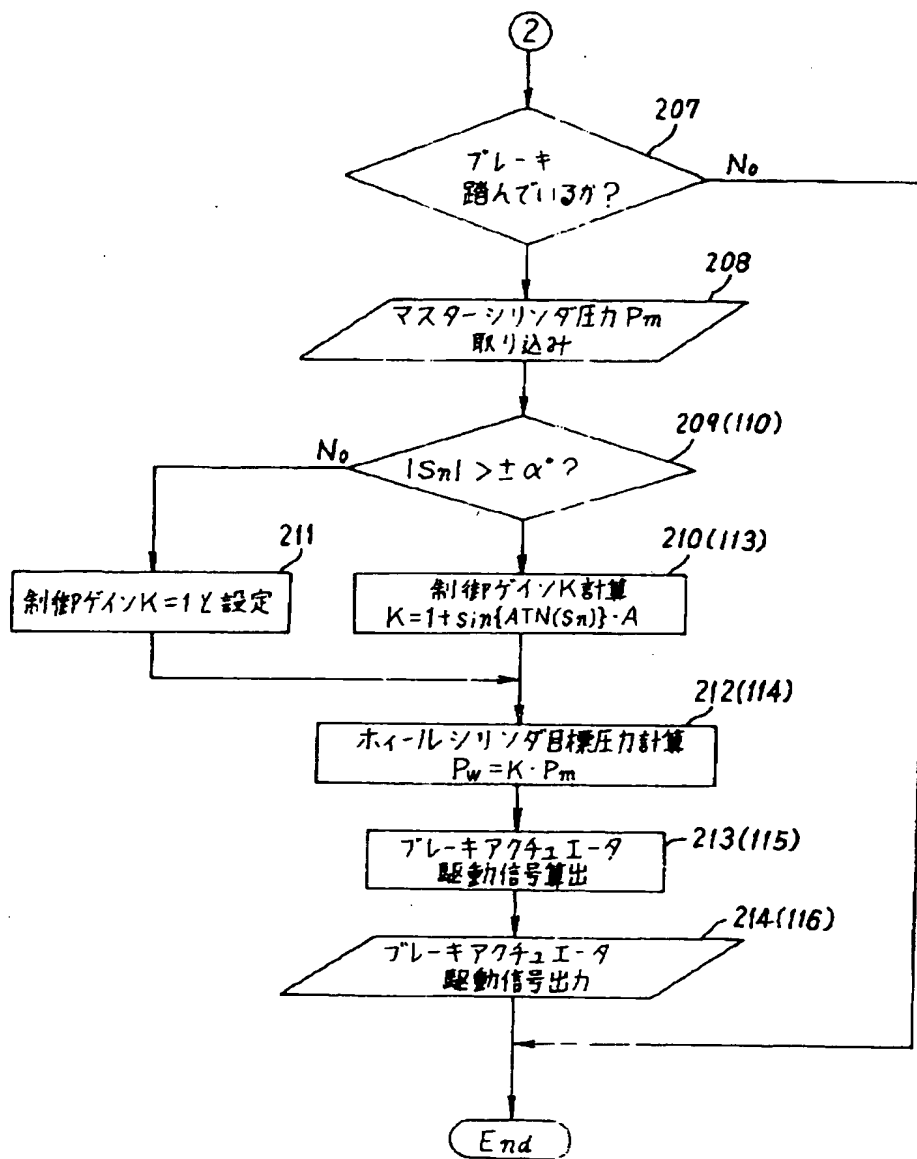 2
207
ブレーキ
踏んでいるか?
No
208
マスターシリンダ圧力Pm
取り込み
209(110)
|Sn| > ± α° ?
No
211
制御ゲインK=1と設定
210(113)
制御ゲインK計算
K=1+sin{ATN(Sn)}・A
212(114)
ホィールシリンダ目標圧力計算
Pw=K・Pm
213(115)
ブレーキアクチュエータ
駆動信号算出
214(116)
ブレーキアクチュエータ
駆動信号出力
End